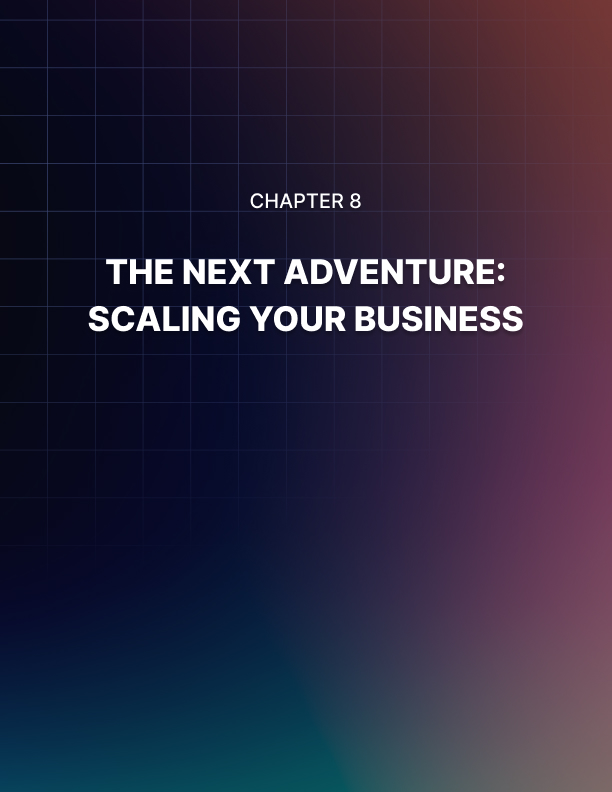 CHAPTER 8
THE NEXT ADVENTURE:
SCALING YOUR BUSINESS